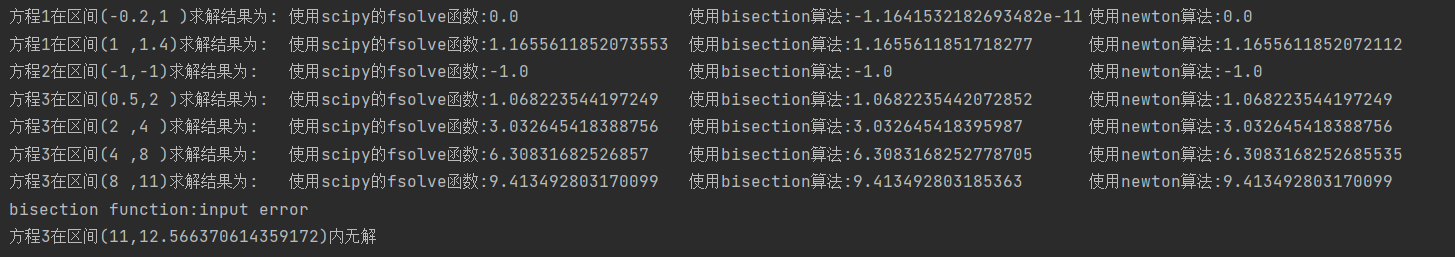 方程1在区间(-0.2,1 )求解结果为: 使用scipy的fsolve函数:0.0 使用bisection算法:-1.1641532182693482e-11 使用newton算法:0.0
方程1在区间(1 ,1.4)求解结果为: 使用scipy的fsolve函数:1.1655611852073553 使用bisection算法:1.1655611851718277 使用newton算法:1.1655611852072112
方程2在区间(-1,-1)求解结果为: 使用scipy的fsolve函数:-1.0 使用bisection算法:-1.0 使用newton算法:-1.0
方程3在区间(0.5,2 )求解结果为: 使用scipy的fsolve函数:1.068223544197249 使用bisection算法:1.0682235442072852 使用newton算法:1.068223544197249
方程3在区间(2 ,4 )求解结果为: 使用scipy的fsolve函数:3.032645418388756 使用bisection算法:3.032645418395987 使用newton算法:3.032645418388756
方程3在区间(4 ,8 )求解结果为: 使用scipy的fsolve函数:6.30831682526857 使用bisection算法:6.3083168252778705 使用newton算法:6.3083168252685535
方程3在区间(8 ,11)求解结果为: 使用scipy的fsolve函数:9.413492803170099 使用bisection算法:9.413492803185363 使用newton算法:9.413492803170099
bisection function:input error
方程3在区间(11,12.566370614359172)内无解